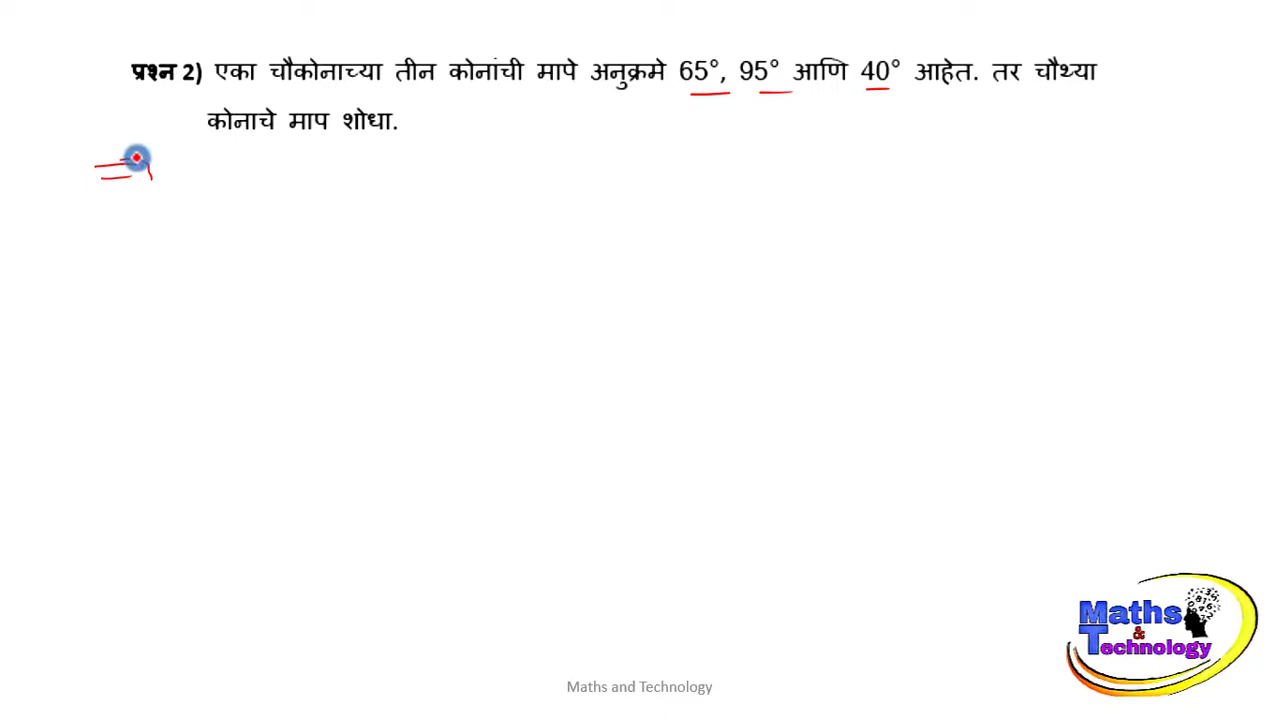 प्रश्न 2) एका चौकोनाच्या तीन कोनांची मापे अनुक्रमे 65°, 95° आणि 40° आहेत. तर चौथ्या
कोनाचे माप शोधा.
Maths
&
Technology
Maths and Technology